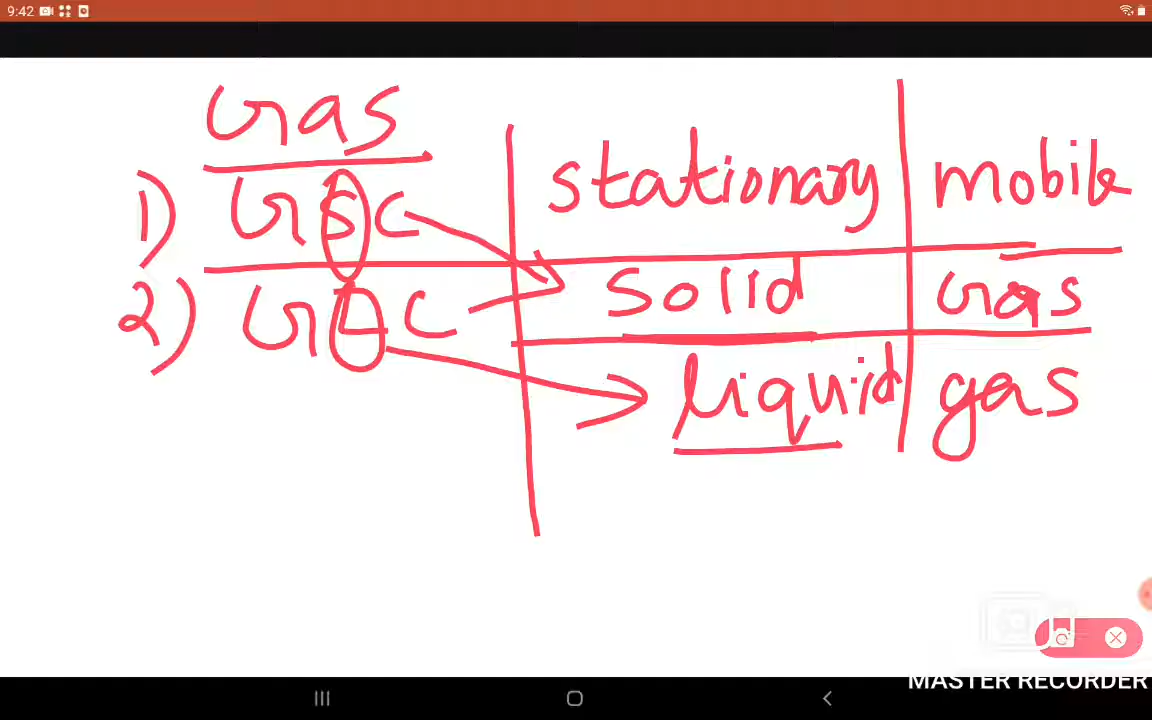 9:42
Gas
stationary mobile
1) GSC
solid Gas
2) GLC
liquid gas
MASTER RECORDER